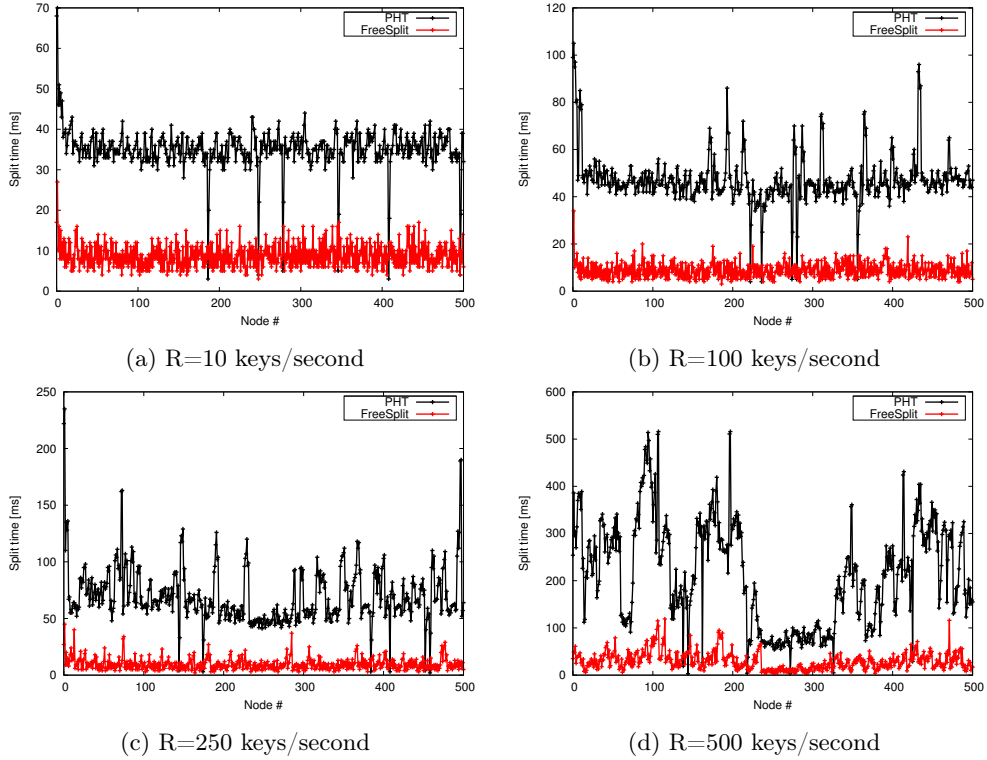 70
60
50
40
30
20
10
0
Split time [ms]
PHT
FreeSplit
0 100 200 300 400 500
Node #
(a) R=10 keys/second
120
100
80
60
40
20
0
Split time [ms]
PHT
FreeSplit
0 100 200 300 400 500
Node #
(b) R=100 keys/second
250
200
150
100
50
0
Split time [ms]
PHT
FreeSplit
0 100 200 300 400 500
Node #
(c) R=250 keys/second
600
500
400
300
200
100
0
Split time [ms]
PHT
FreeSplit
0 100 200 300 400 500
Node #
(d) R=500 keys/second